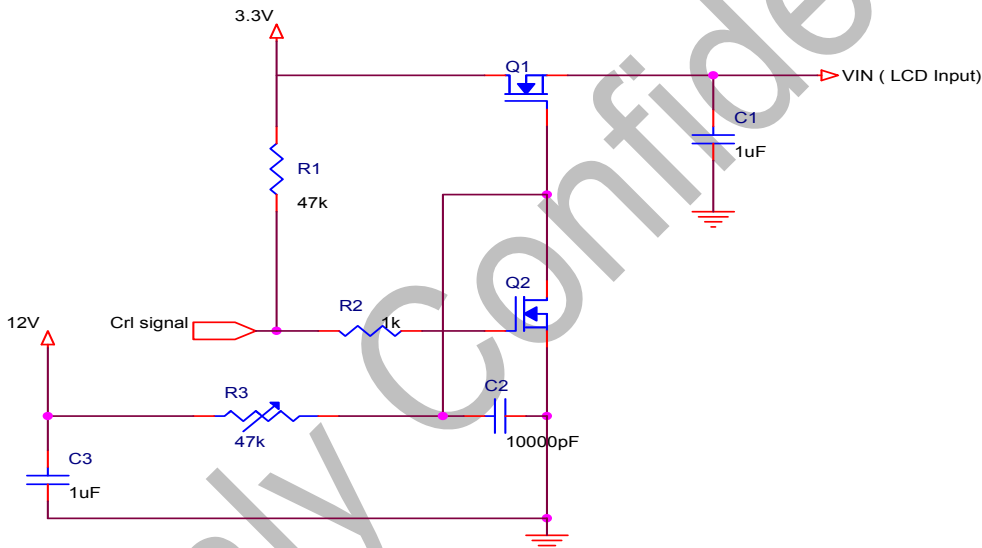 3.3V
Q1
VIN ( LCD Input)
C1
1uF
R1
47k
Q2
R2
1k
12V
Crl signal
R3
47k
C2
10000pF
C3
1uF
ly Confide